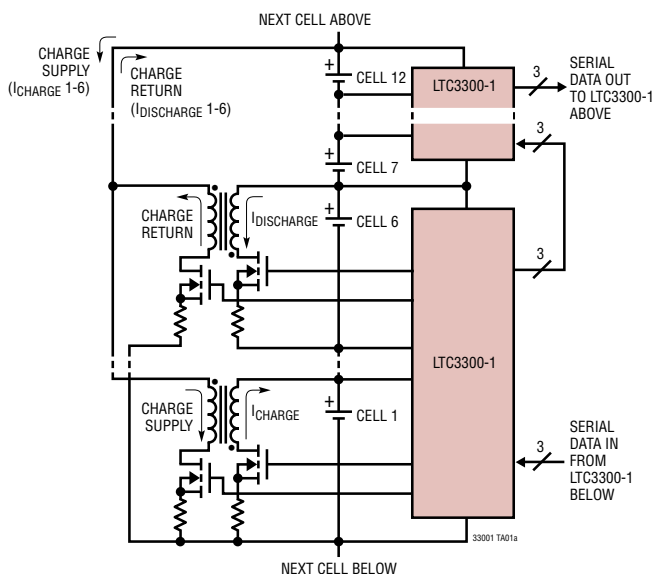 NEXT CELL ABOVE
CHARGE
SUPPLY
(ICHARGE 1-6)
CHARGE
RETURN
(IDISCHARGE 1-6)
+
CELL 12
LTC3300-1
3
SERIAL
DATA OUT
TO LTC3300-1
ABOVE
3
+
CELL 7
CHARGE
RETURN
IDISCHARGE
+
CELL 6
3
LTC3300-1
CHARGE
SUPPLY
ICHARGE
+
CELL 1
3
SERIAL
DATA IN
FROM
LTC3300-1
BELOW
33001 TA01a
NEXT CELL BELOW